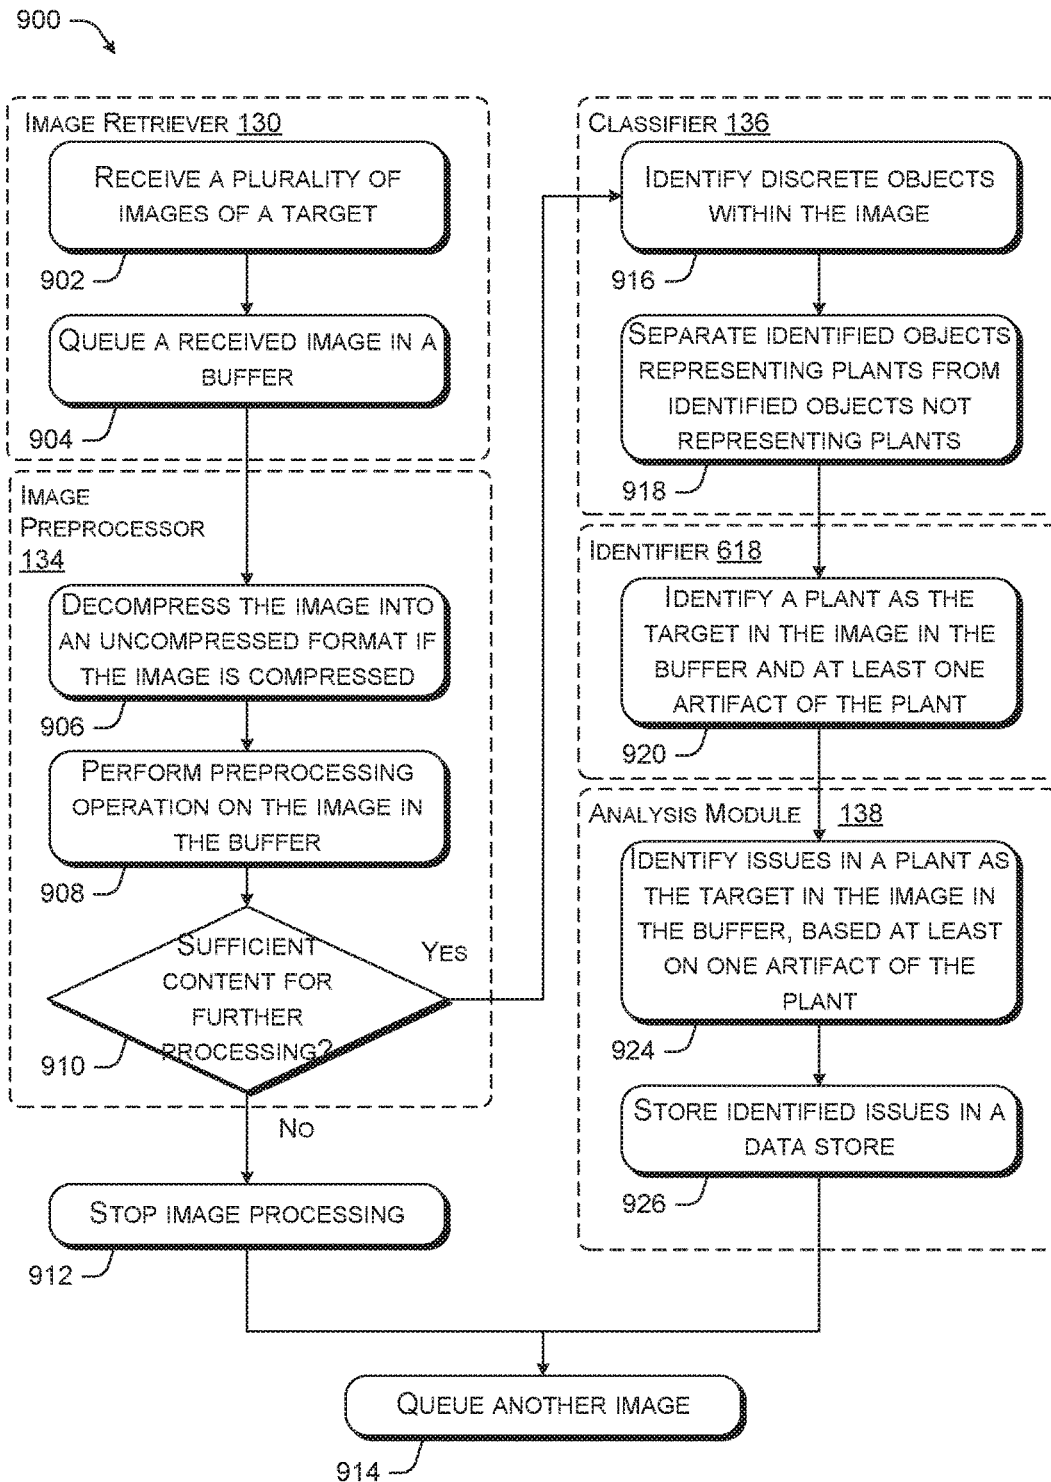 900
IMAGE RETRIEVER 130
RECEIVE A PLURALITY OF
IMAGES OF A TARGET
902
QUEUE A RECEIVED IMAGE IN A
BUFFER
904
IMAGE
PREPROCESSOR
134
DECOMPRESS THE IMAGE INTO
AN UNCOMPRESSED FORMAT IF
THE IMAGE IS COMPRESSED
906
PERFORM PREPROCESSING
OPERATION ON THE IMAGE IN
THE BUFFER
908
SUFFICIENT
CONTENT FOR
FURTHER
PROCESSING?
910
YES
NO
STOP IMAGE PROCESSING
912
CLASSIFIER 136
IDENTIFY DISCRETE OBJECTS
WITHIN THE IMAGE
916
SEPARATE IDENTIFIED OBJECTS
REPRESENTING PLANTS FROM
IDENTIFIED OBJECTS NOT
REPRESENTING PLANTS
918
IDENTIFIER 618
IDENTIFY A PLANT AS THE
TARGET IN THE IMAGE IN THE
BUFFER AND AT LEAST ONE
ARTIFACT OF THE PLANT
920
ANALYSIS MODULE 138
IDENTIFY ISSUES IN A PLANT AS
THE TARGET IN THE IMAGE IN
THE BUFFER, BASED AT LEAST
ON ONE ARTIFACT OF THE
PLANT
924
STORE IDENTIFIED ISSUES IN A
DATA STORE
926
QUEUE ANOTHER IMAGE
914